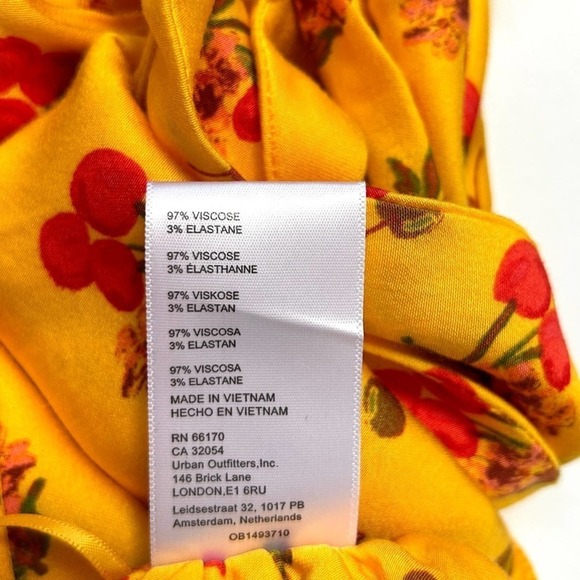 97% VISCOSE
3% ELASTANE
97% VISCOSE
3% ÉLASTHANNE
97% VISKOSE
3% ELASTAN
97% VISCOSA
3% ELASTAN
97% VISCOSA
3% ELASTANE
MADE IN VIETNAM
HECHO EN VIETNAM
RN 66170
CA 32054
Urban Outfitters,Inc.
146 Brick Lane
LONDON,E1 6RU
Leidsestraat 32, 1017 PB
Amsterdam, Netherlands
OB1493710